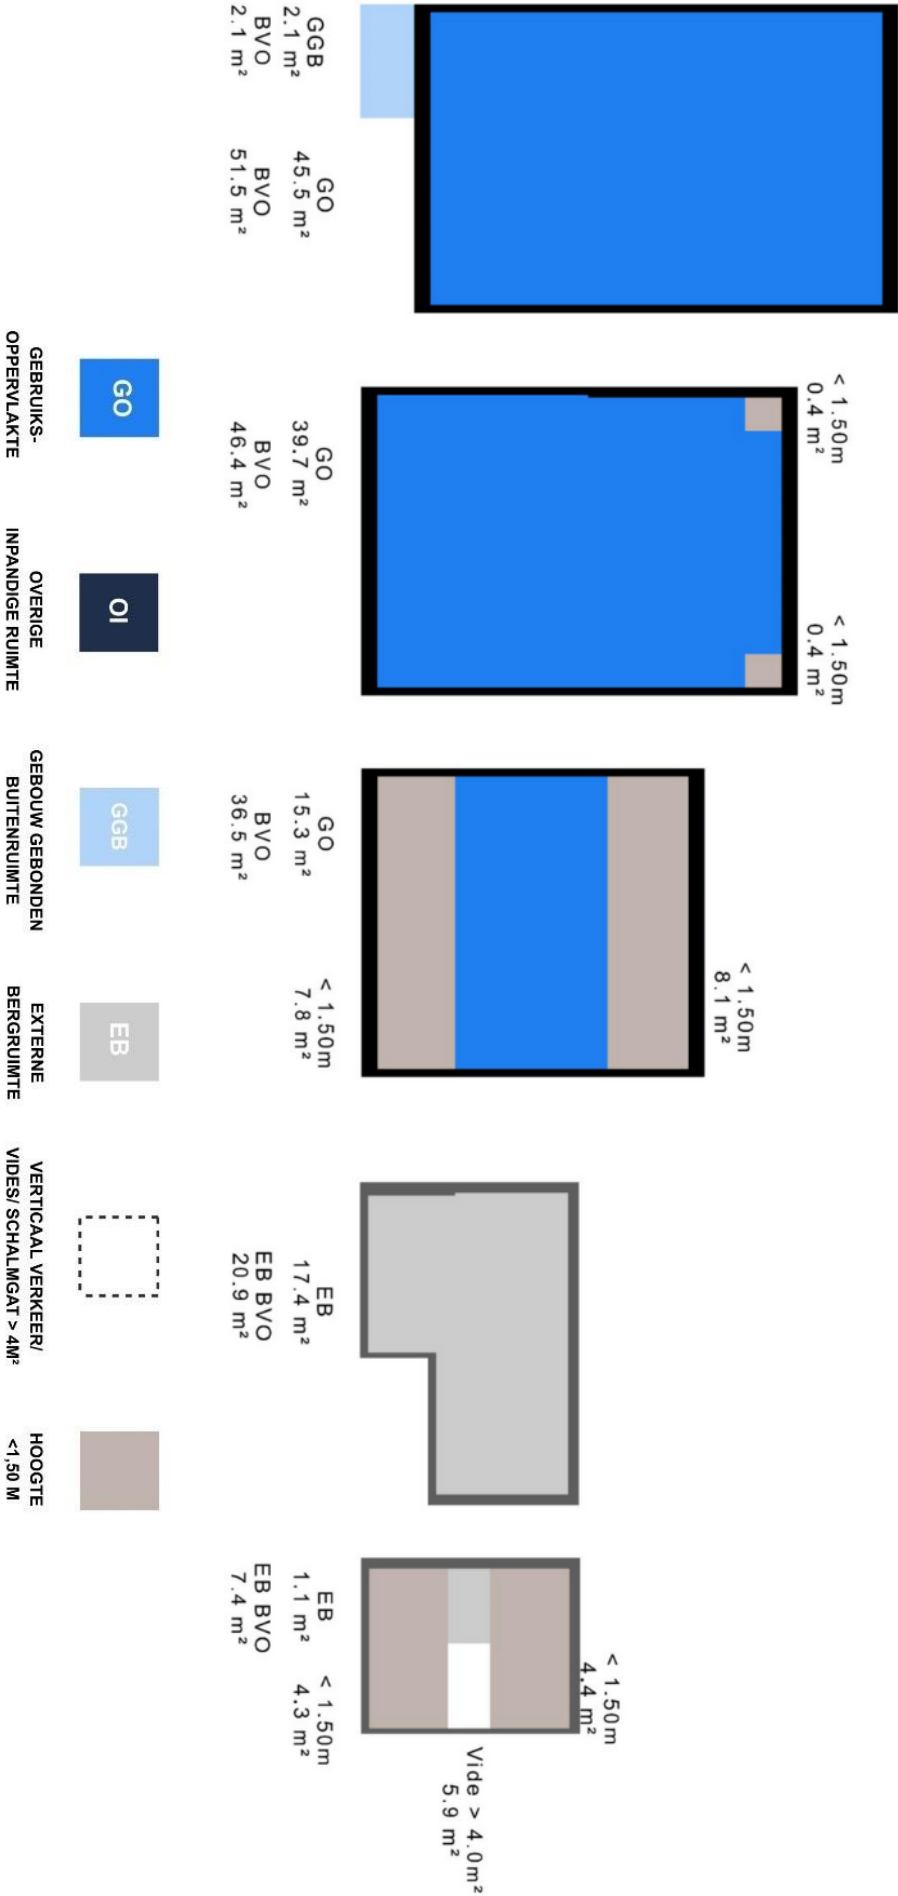 GGB
2.1 m²
BVO
2.1 m²
GO
45.5 m²
BVO
51.5 m²
< 1.50m
0.4 m²
< 1.50m
0.4 m²
GO
39.7 m²
BVO
46.4 m²
< 1.50m
8.1 m²
GO
15.3 m²
BVO
36.5 m²
< 1.50m
7.8 m²
EB
17.4 m²
EB BVO
20.9 m²
< 1.50m
4.4 m²
Vide > 4.0m²
5.9 m²
EB
1.1 m²
EB BVO
7.4 m²
< 1.50m
4.3 m²
GO
GEBRUIKS-
OPPERVLAKTE
OI
OVERIGE
INPANDIGE RUIMTE
GGB
GEBOUW GEBONDEN
BUITENRUIMTE
EB
EXTERNE
BERGRUIMTE
VERTICAAL VERKEER/
VIDES/ SCHALMGAT > 4M²
HOOGTE
<1,50 M